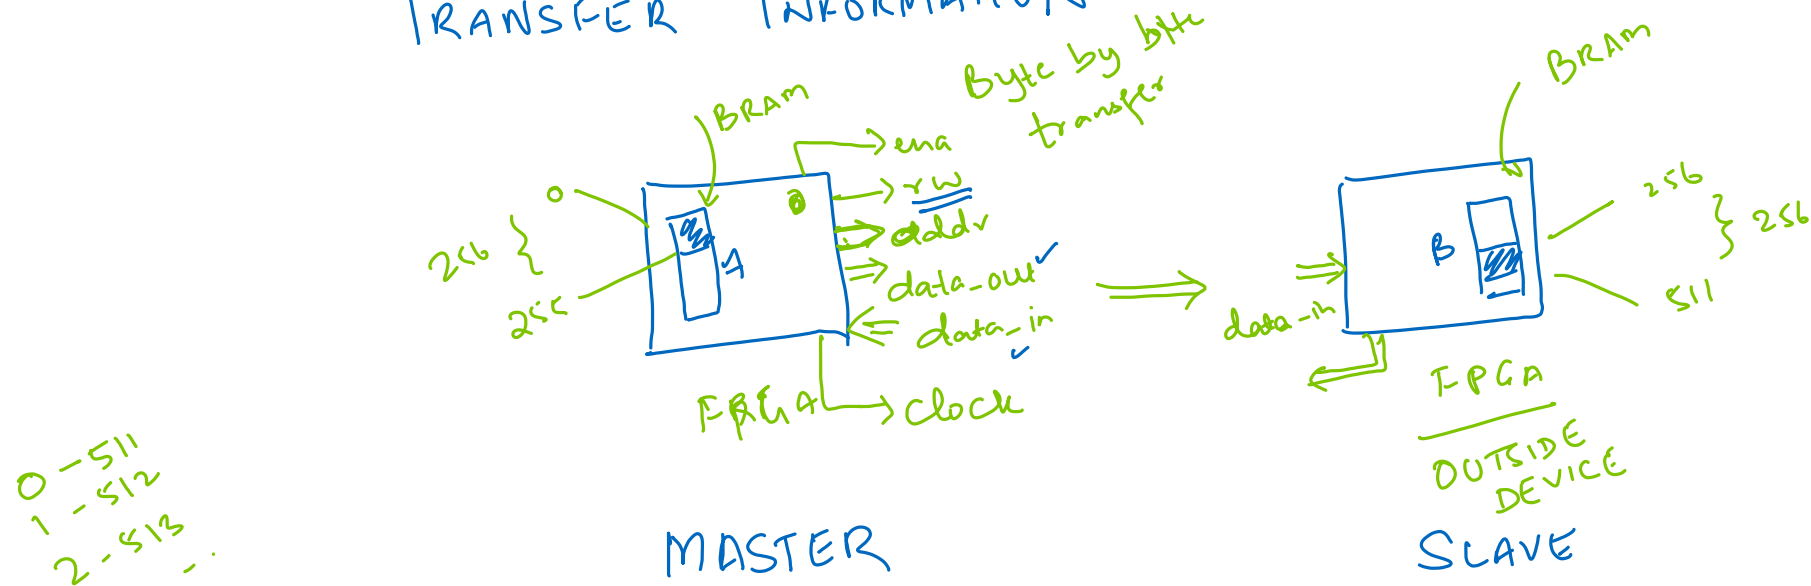 TRANSFER INFORMATION
Byte by byte
transfer
BRAM
ena
rw
addr
data_out
data_in
clock
0
256
255
A
FPGA
MASTER
BRAM
256
256
511
B
data_in
FPGA
OUTSIDE
DEVICE
SLAVE
0 - 511
1 - 512
2 - 513